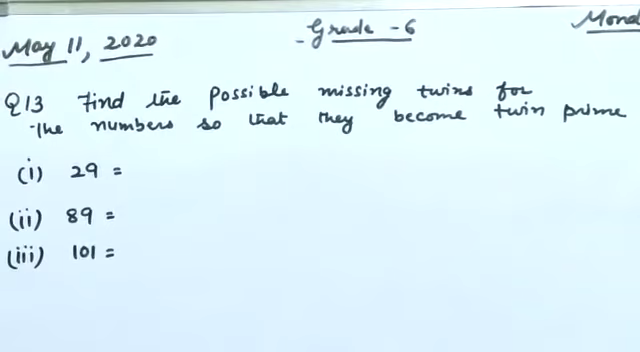 May 11, 2020
- Grade - 6
Q13 Find the possible missing twins for
the numbers so that they become twin prime
(i) 29 =
(ii) 89 =
(iii) 101 =